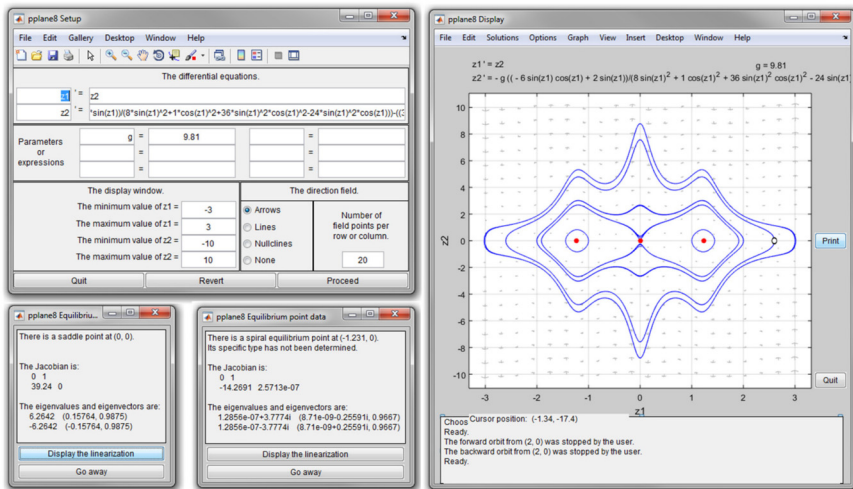 pplane8 Setup
File Edit Gallery Desktop Window Help
The differential equations.
z1 ' = z2
z2 ' = *sin(z1))/(8*sin(z1)^2+1*cos(z1)^2+36*sin(z1)^2*cos(z1)^2-24*sin(z1)^2*cos(z1)))-((3
Parameters or expressions
g = 9.81
=
=
=
=
=
The display window.
The minimum value of z1 = -3
The maximum value of z1 = 3
The minimum value of z2 = -10
The maximum value of z2 = 10
The direction field.
Arrows
Lines
Nullclines
None
Number of field points per row or column.
20
Quit Revert Proceed
pplane8 Equilibriu...
There is a saddle point at (0, 0).
The Jacobian is:
0 1
39.24 0
The eigenvalues and eigenvectors are:
6.2642 (0.15764, 0.9875)
-6.2642 (-0.15764, 0.9875)
Display the linearization
Go away
pplane8 Equilibrium point data
There is a spiral equilibrium point at (-1.231, 0).
Its specific type has not been determined.
The Jacobian is:
0 1
-14.2691 2.5713e-07
The eigenvalues and eigenvectors are:
1.2856e-07+3.7774i (8.71e-09-0.25591i, 0.9667)
1.2856e-07-3.7774i (8.71e-09+0.25591i, 0.9667)
Display the linearization
Go away
pplane8 Display
File Edit Solutions Options Graph View Insert Desktop Window Help
z1 ' = z2
g = 9.81
z2 ' = - g (( - 6 sin(z1) cos(z1) + 2 sin(z1))/(8 sin(z1)2 + 1 cos(z1)2 + 36 sin(z1)2 cos(z1)2 - 24 sin(z1)2
10
8
6
4
2
0
-2
-4
-6
-8
-10
z2
-3 -2 -1 0 1 2 3
z1
Print
Quit
Choos Cursor position: (-1.34, -17.4)
Ready.
The forward orbit from (2, 0) was stopped by the user.
The backward orbit from (2, 0) was stopped by the user.
Ready.